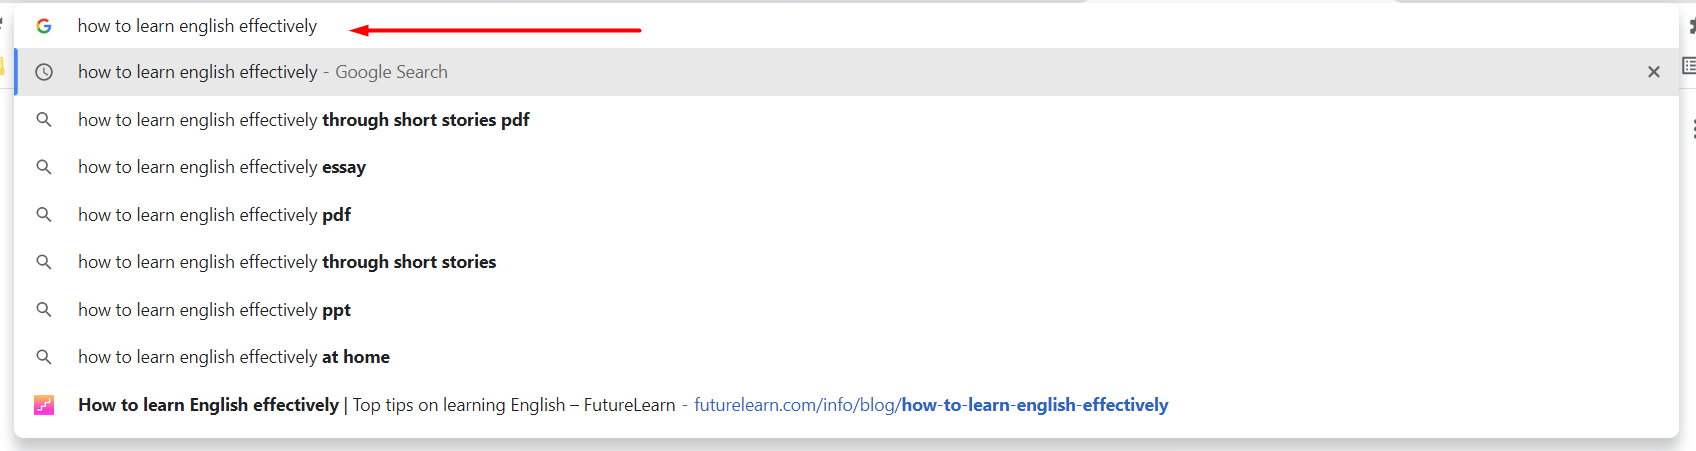 how to learn english effectively
how to learn english effectively - Google Search
how to learn english effectively through short stories pdf
how to learn english effectively essay
how to learn english effectively pdf
how to learn english effectively through short stories
how to learn english effectively ppt
how to learn english effectively at home
How to learn English effectively | Top tips on learning English – FutureLearn - futurelearn.com/info/blog/how-to-learn-english-effectively